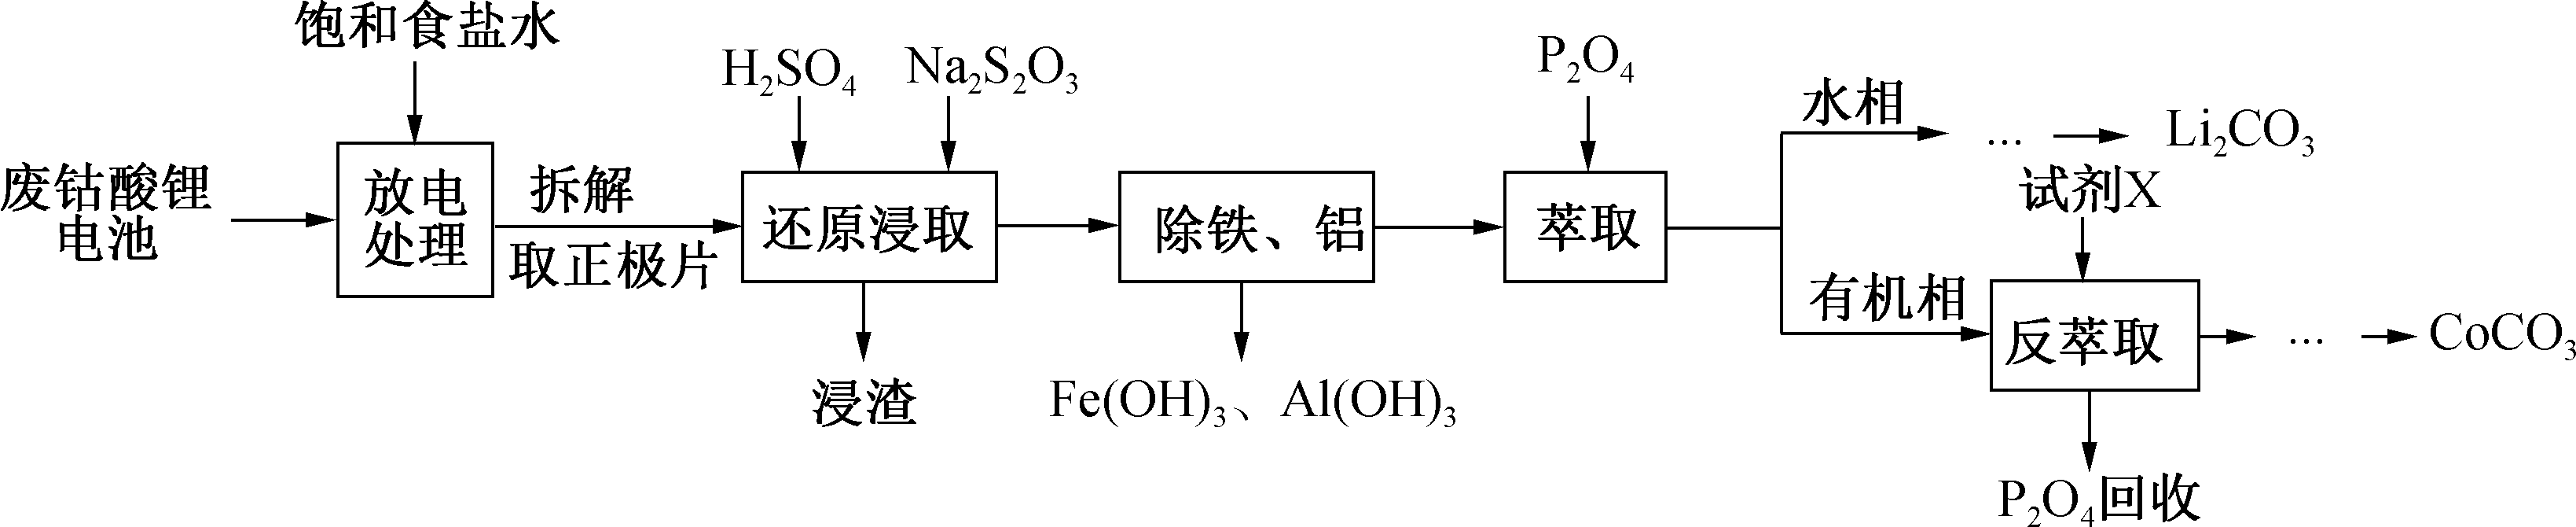 饱和食盐水
H₂SO₄
Na₂S₂O₃
P₂O₄
水相
···
Li₂CO₃
废钴酸锂
电池
放电
处理
拆解
取正极片
还原浸取
除铁、铝
萃取
试剂X
有机相
反萃取
···
CoCO₃
浸渣
Fe(OH)₃、Al(OH)₃
P₂O₄回收